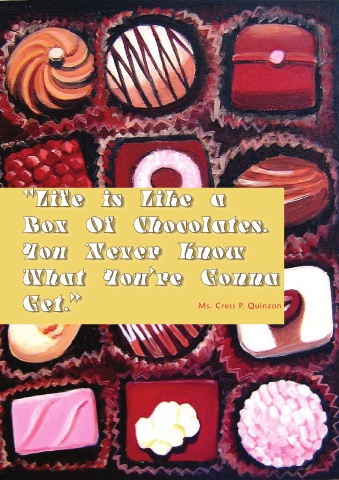 "Life is Like a
Box Of Chocolates.
You Never Know
What You're Gonna
Get."
Ms. Cress P. Quinzon